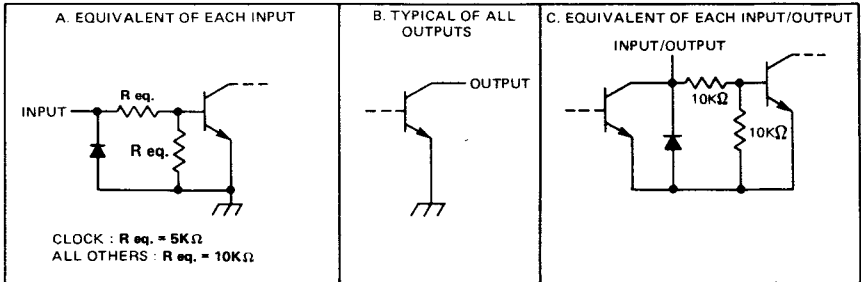 A. EQUIVALENT OF EACH INPUT
INPUT
R eq.
R eq.
CLOCK : R eq. = 5KΩ
ALL OTHERS : R eq. = 10KΩ
B. TYPICAL OF ALL
OUTPUTS
OUTPUT
C. EQUIVALENT OF EACH INPUT/OUTPUT
INPUT/OUTPUT
10KΩ
10KΩ